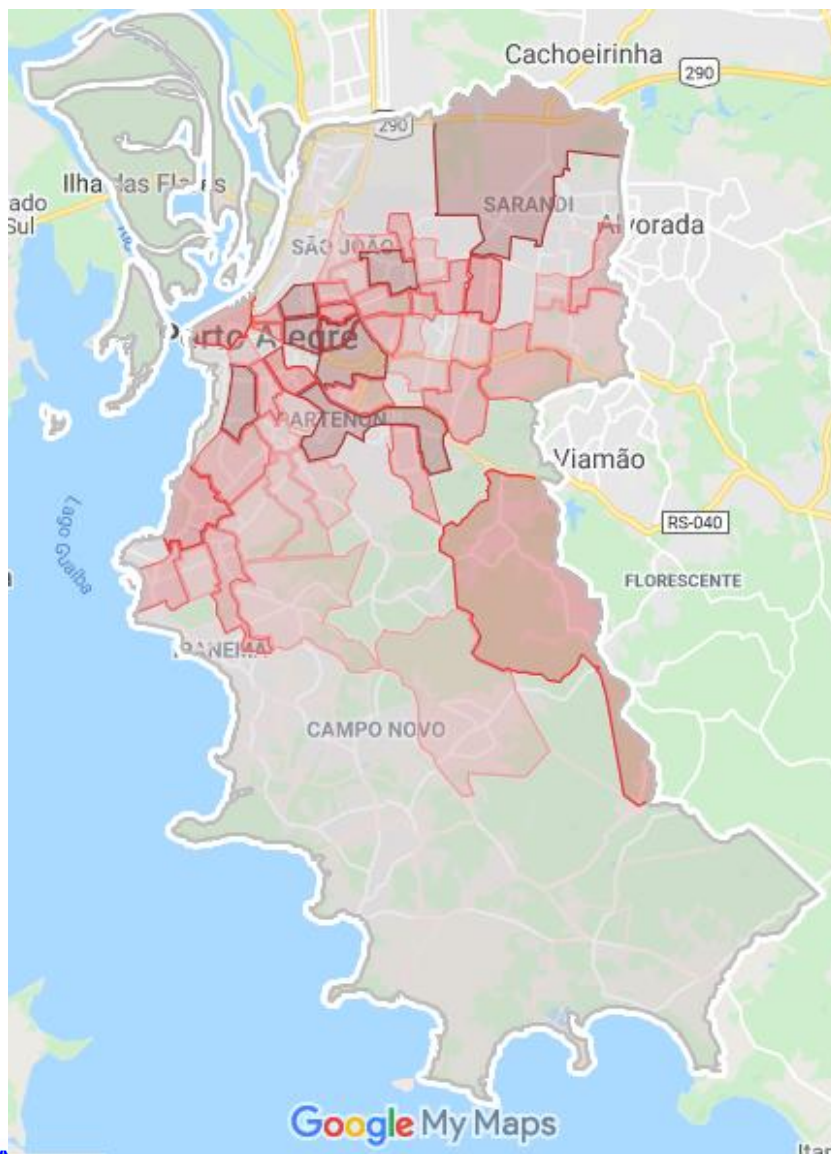 Cachoeirinha
290
290
Ilha das Flores
ado
Sul
SARANDI
Alvorada
SÃO JOÃO
Porto Alegre
PARTENON
Viamão
RS-040
Lago Guaíba
FLORESCENTE
IPANEMA
CAMPO NOVO
Google My Maps